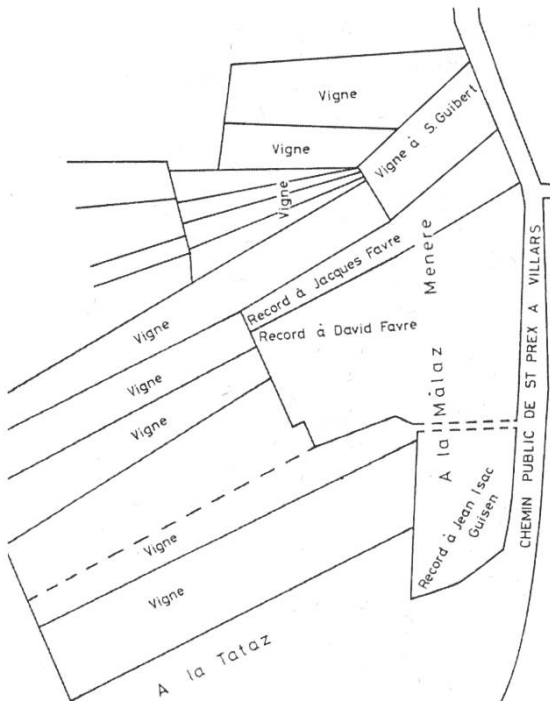 Vigne
Vigne
Vigne à S. Guibert
Vigne
Record à Jacques Favre
Vigne
Record à David Favre
Vigne
Vigne
A la Màlaz Menere
CHEMIN PUBLIC DE ST PREX A VILLARS
Record à Jean Isac
Guisen
Vigne
Vigne
A la Tataz